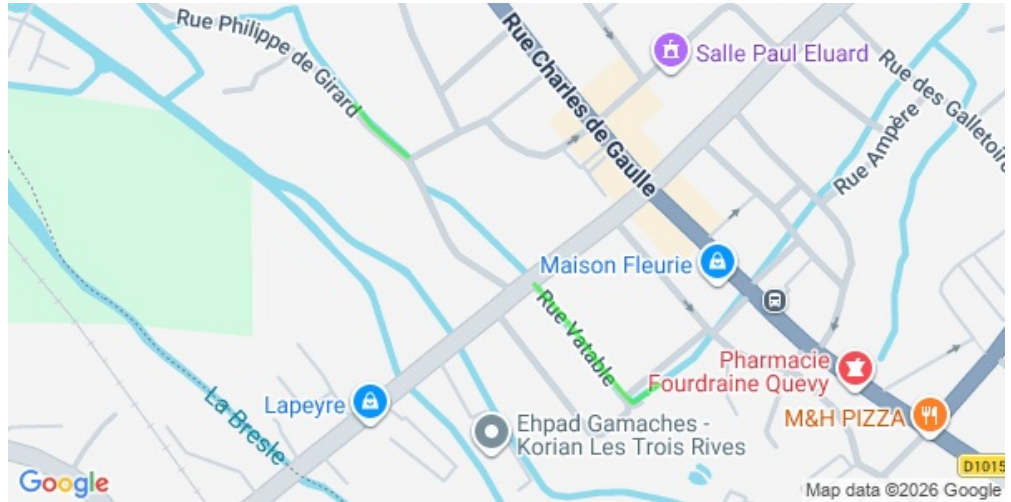 Rue Philippe de Girard
Rue Charles de Gaulle
Salle Paul Eluard
Rue des Galletoire
Rue Ampère
Maison Fleurie
Rue Vatable
Pharmacie
Fourdraine Quevy
Lapeyre
La Bresle
Ehpad Gamaches -
Korian Les Trois Rives
M&H PIZZA
D1015
Google
Map data ©2026 Google